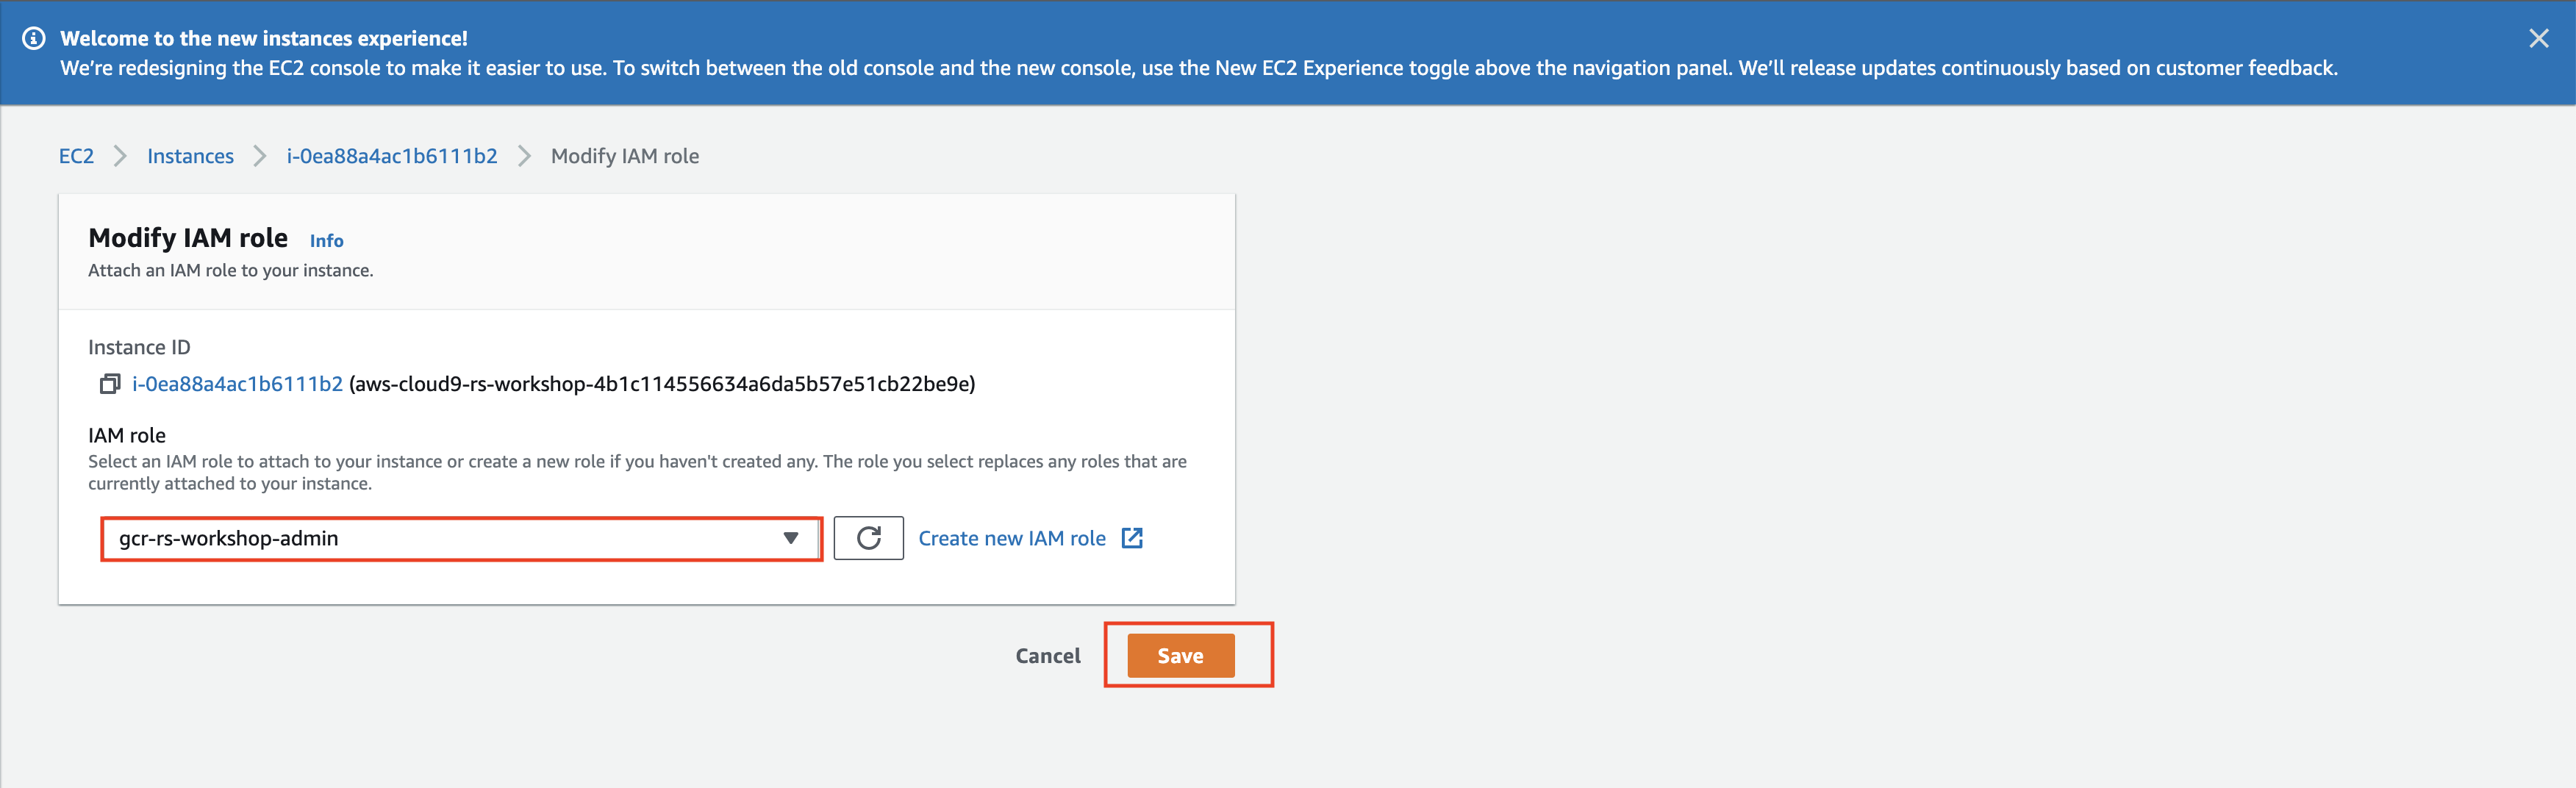 Welcome to the new instances experience!
We’re redesigning the EC2 console to make it easier to use. To switch between the old console and the new console, use the New EC2 Experience toggle above the navigation panel. We’ll release updates continuously based on customer feedback.
EC2 > Instances > i-0ea88a4ac1b6111b2 > Modify IAM role
Modify IAM role Info
Attach an IAM role to your instance.
Instance ID
i-0ea88a4ac1b6111b2 (aws-cloud9-rs-workshop-4b1c114556634a6da5b57e51cb22be9e)
IAM role
Select an IAM role to attach to your instance or create a new role if you haven't created any. The role you select replaces any roles that are
currently attached to your instance.
gcr-rs-workshop-admin Create new IAM role
Cancel Save